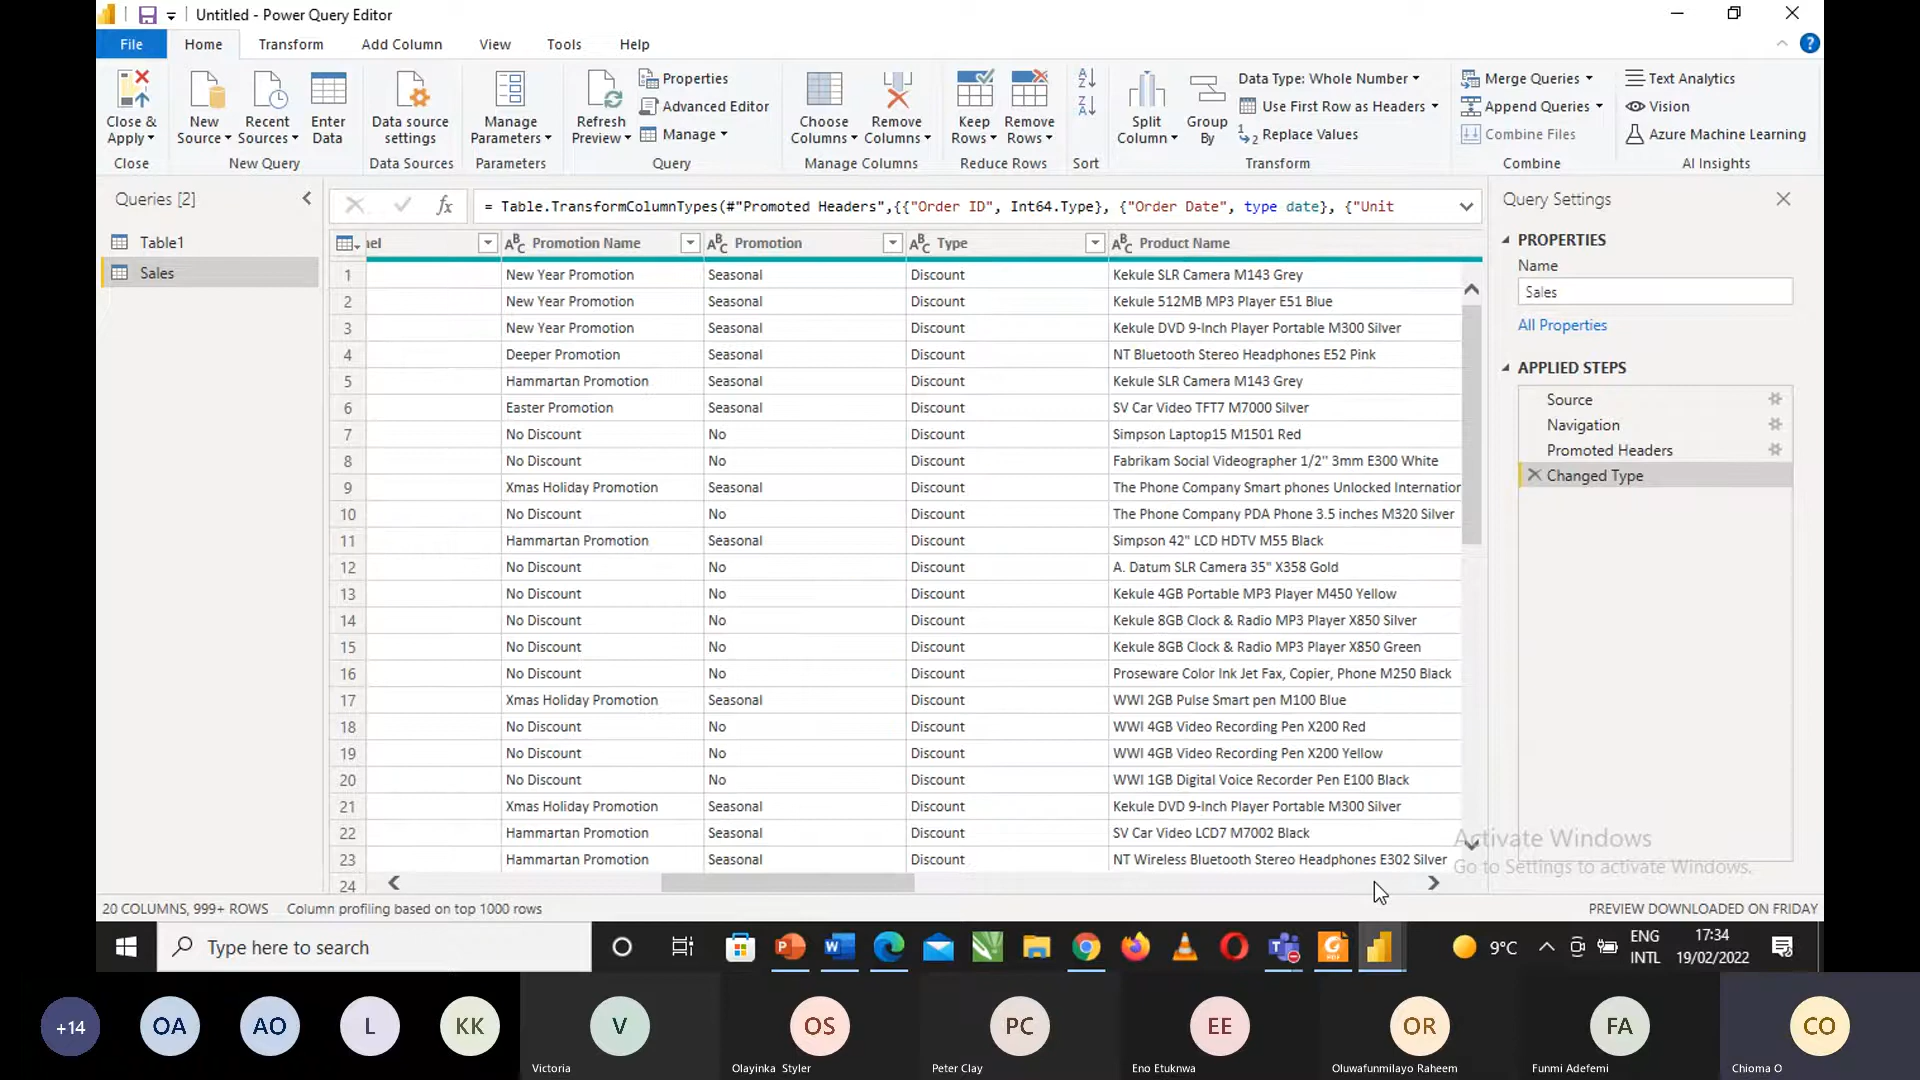 Untitled - Power Query Editor
File Home Transform Add Column View Tools Help
Close & Apply
New Source
Recent Sources
Enter Data
Data source settings
Manage Parameters
Refresh Preview
Properties
Advanced Editor
Manage
Choose Columns
Remove Columns
Keep Rows
Remove Rows
Split Column
Group By
Data Type: Whole Number
Use First Row as Headers
Replace Values
Merge Queries
Append Queries
Combine Files
Text Analytics
Vision
Azure Machine Learning
Close New Query Data Sources Parameters Query Manage Columns Reduce Rows Sort Transform Combine AI Insights
Queries [2]
Table1
Sales
fx = Table.TransformColumnTypes(#"Promoted Headers",{{"Order ID", Int64.Type}, {"Order Date", type date}, {"Unit
nel ABC Promotion Name ABC Promotion ABC Type ABC Product Name
1 New Year Promotion Seasonal Discount Kekule SLR Camera M143 Grey
2 New Year Promotion Seasonal Discount Kekule 512MB MP3 Player E51 Blue
3 New Year Promotion Seasonal Discount Kekule DVD 9-Inch Player Portable M300 Silver
4 Deeper Promotion Seasonal Discount NT Bluetooth Stereo Headphones E52 Pink
5 Hammartan Promotion Seasonal Discount Kekule SLR Camera M143 Grey
6 Easter Promotion Seasonal Discount SV Car Video TFT7 M7000 Silver
7 No Discount No Discount Simpson Laptop15 M1501 Red
8 No Discount No Discount Fabrikam Social Videographer 1/2" 3mm E300 White
9 Xmas Holiday Promotion Seasonal Discount The Phone Company Smart phones Unlocked Internation
10 No Discount No Discount The Phone Company PDA Phone 3.5 inches M320 Silver
11 Hammartan Promotion Seasonal Discount Simpson 42" LCD HDTV M55 Black
12 No Discount No Discount A. Datum SLR Camera 35" X358 Gold
13 No Discount No Discount Kekule 4GB Portable MP3 Player M450 Yellow
14 No Discount No Discount Kekule 8GB Clock & Radio MP3 Player X850 Silver
15 No Discount No Discount Kekule 8GB Clock & Radio MP3 Player X850 Green
16 No Discount No Discount Proseware Color Ink Jet Fax, Copier, Phone M250 Black
17 Xmas Holiday Promotion Seasonal Discount WWI 2GB Pulse Smart pen M100 Blue
18 No Discount No Discount WWI 4GB Video Recording Pen X200 Red
19 No Discount No Discount WWI 4GB Video Recording Pen X200 Yellow
20 No Discount No Discount WWI 1GB Digital Voice Recorder Pen E100 Black
21 Xmas Holiday Promotion Seasonal Discount Kekule DVD 9-Inch Player Portable M300 Silver
22 Hammartan Promotion Seasonal Discount SV Car Video LCD7 M7002 Black
23 Hammartan Promotion Seasonal Discount NT Wireless Bluetooth Stereo Headphones E302 Silver
24
Query Settings
PROPERTIES
Name
Sales
All Properties
APPLIED STEPS
Source
Navigation
Promoted Headers
Changed Type
Activate Windows
Go to Settings to activate Windows.
20 COLUMNS, 999+ ROWS Column profiling based on top 1000 rows PREVIEW DOWNLOADED ON FRIDAY
Type here to search
9°C
ENG INTL
17:34
19/02/2022
+14 OA AO L KK V OS PC EE OR FA CO
Victoria Olayinka Styler Peter Clay Eno Etuknwa Oluwafunmilayo Raheem Funmi Adefemi Chioma O